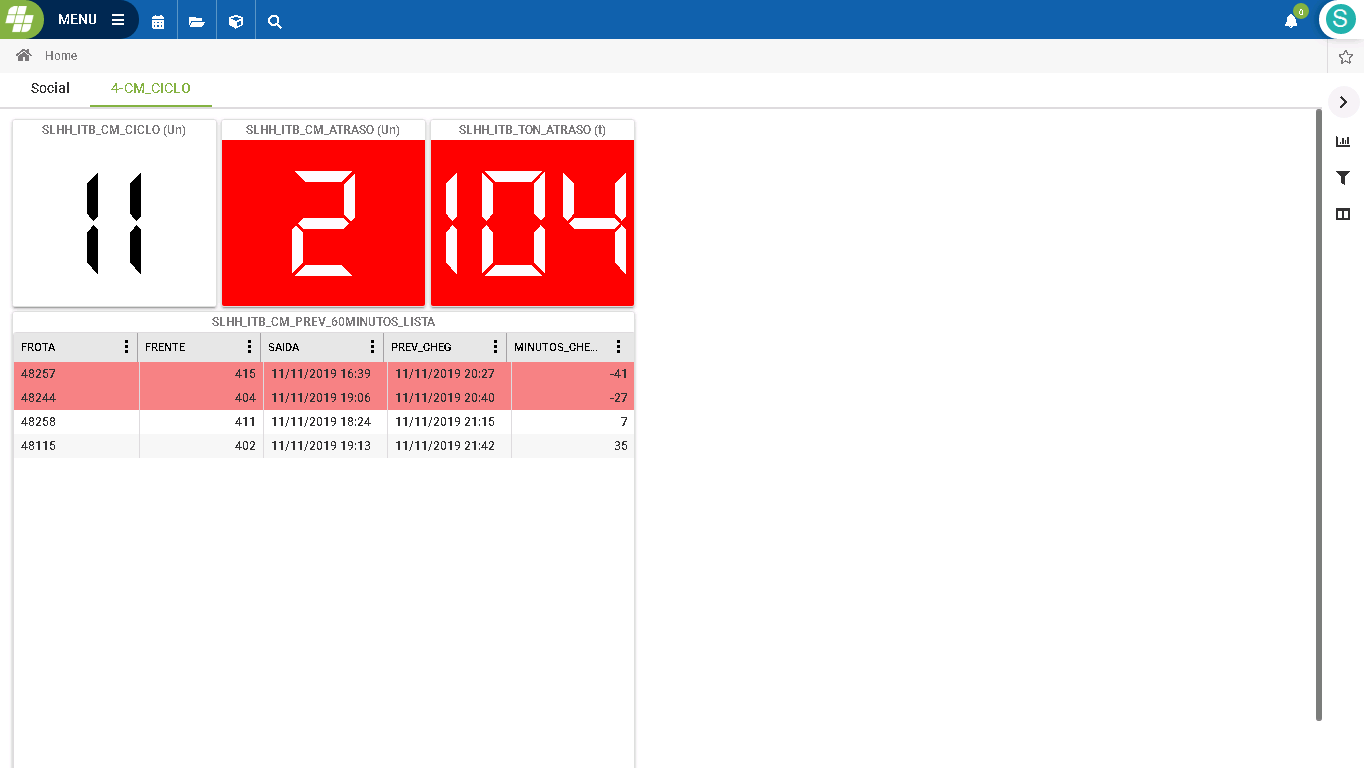 MENU
0
S
Home
Social 4-CM_CICLO
SLHH_ITB_CM_CICLO (Un) SLHH_ITB_CM_ATRASO (Un) SLHH_ITB_TON_ATRASO (t)
11 2 104
SLHH_ITB_CM_PREV_60MINUTOS_LISTA
FROTA FRENTE SAIDA PREV_CHEG MINUTOS_CHE...
48257 415 11/11/2019 16:39 11/11/2019 20:27 -41
48244 404 11/11/2019 19:06 11/11/2019 20:40 -27
48258 411 11/11/2019 18:24 11/11/2019 21:15 7
48115 402 11/11/2019 19:13 11/11/2019 21:42 35